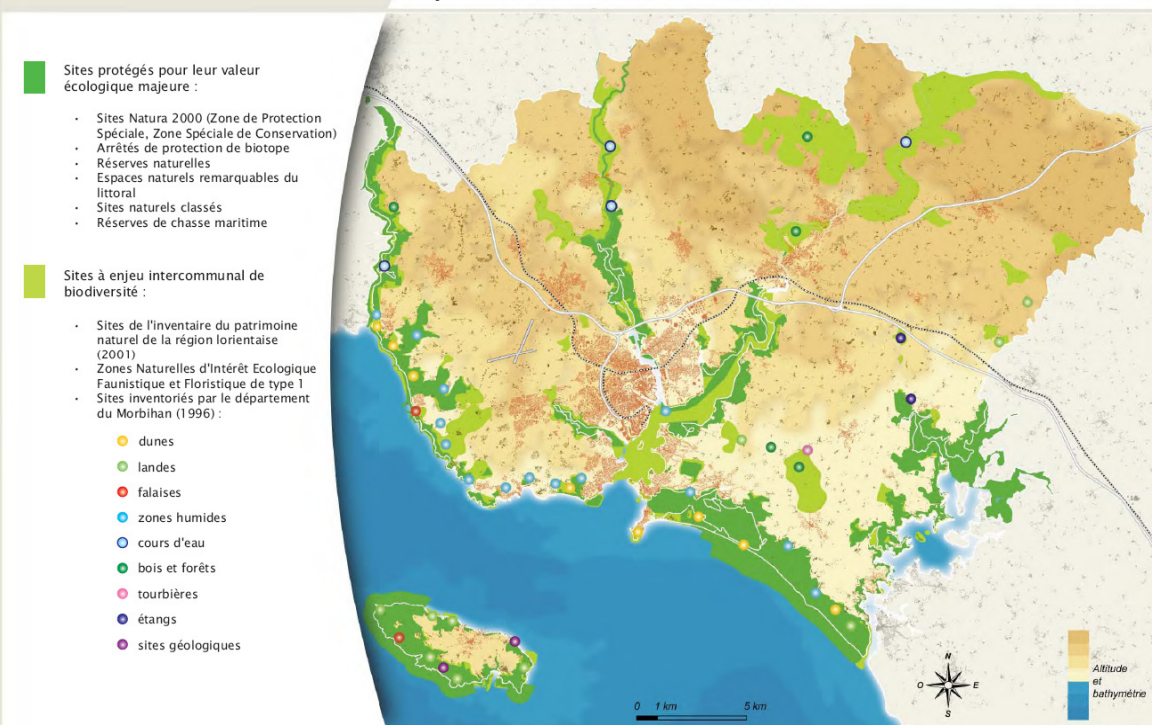 Sites protégés pour leur valeur
écologique majeure :
· Sites Natura 2000 (Zone de Protection
Spéciale, Zone Spéciale de Conservation)
· Arrêtés de protection de biotope
· Réserves naturelles
· Espaces naturels remarquables du
littoral
· Sites naturels classés
· Réserves de chasse maritime
Sites à enjeu intercommunal de
biodiversité :
· Sites de l'inventaire du patrimoine
naturel de la région lorientaise
(2001)
· Zones Naturelles d'Intérêt Ecologique
Faunistique et Floristique de type 1
· Sites inventoriés par le département
du Morbihan (1996) :
dunes
landes
falaises
zones humides
cours d'eau
bois et forêts
tourbières
étangs
sites géologiques
0 1 km 5 km
N
O E
S
Altitude
et
bathymétrie